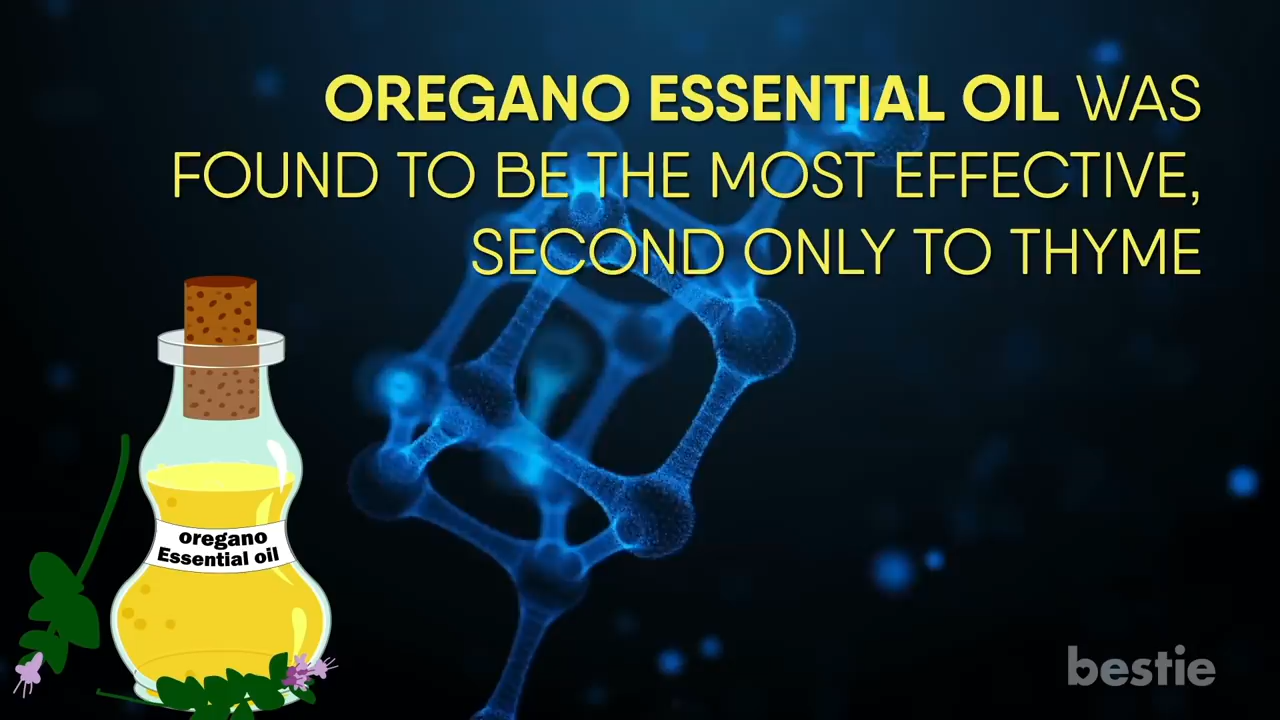 OREGANO ESSENTIAL OIL WAS
FOUND TO BE THE MOST EFFECTIVE,
SECOND ONLY TO THYME
oregano
Essential oil
bestie